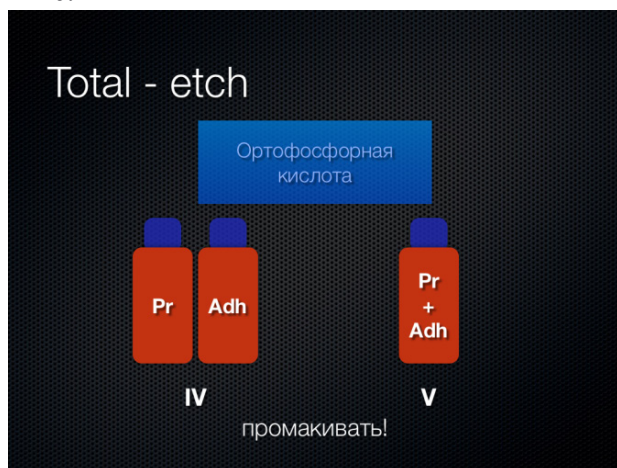 Total - etch
Ортофосфорная
кислота
Pr
Adh
Pr
+
Adh
IV
V
промакивать!